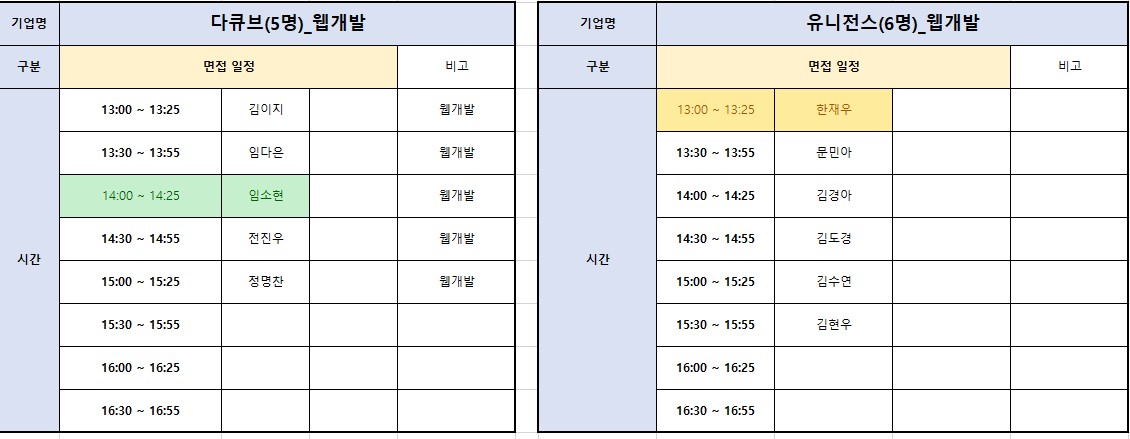 기업명 다큐브(5명)_웹개발
구분 면접 일정 비고
시간
13:00 ~ 13:25 김이지 웹개발
13:30 ~ 13:55 임다은 웹개발
14:00 ~ 14:25 임소현 웹개발
14:30 ~ 14:55 전진우 웹개발
15:00 ~ 15:25 정명찬 웹개발
15:30 ~ 15:55
16:00 ~ 16:25
16:30 ~ 16:55
기업명 유니전스(6명)_웹개발
구분 면접 일정 비고
시간
13:00 ~ 13:25 한재우
13:30 ~ 13:55 문민아
14:00 ~ 14:25 김경아
14:30 ~ 14:55 김도경
15:00 ~ 15:25 김수연
15:30 ~ 15:55 김현우
16:00 ~ 16:25
16:30 ~ 16:55